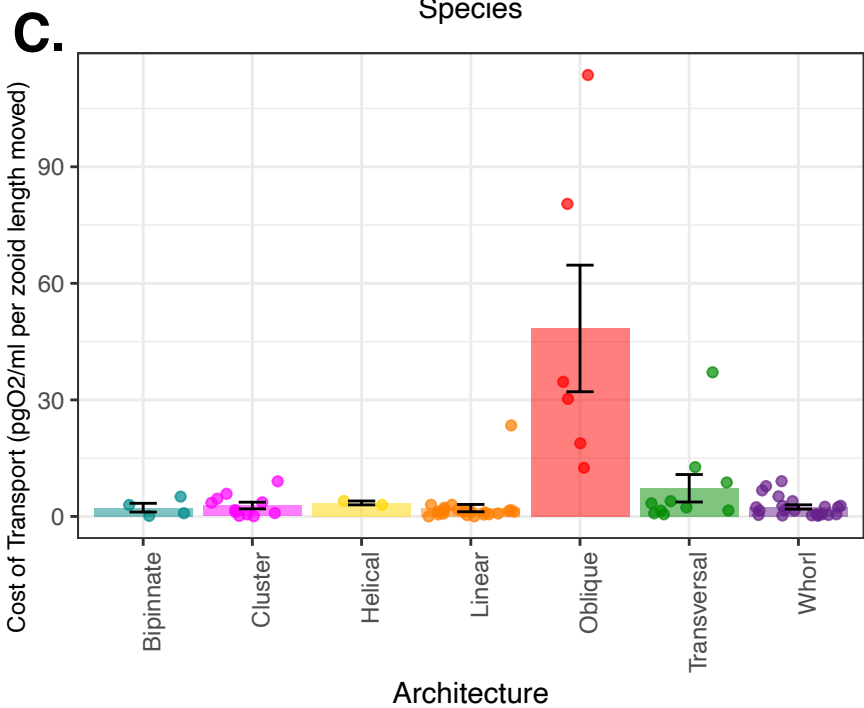 Species
C.
Cost of Transport (pgO2/ml per zooid length moved)
90
60
30
0
Bipinnate
Cluster
Helical
Linear
Oblique
Transversal
Whorl
Architecture